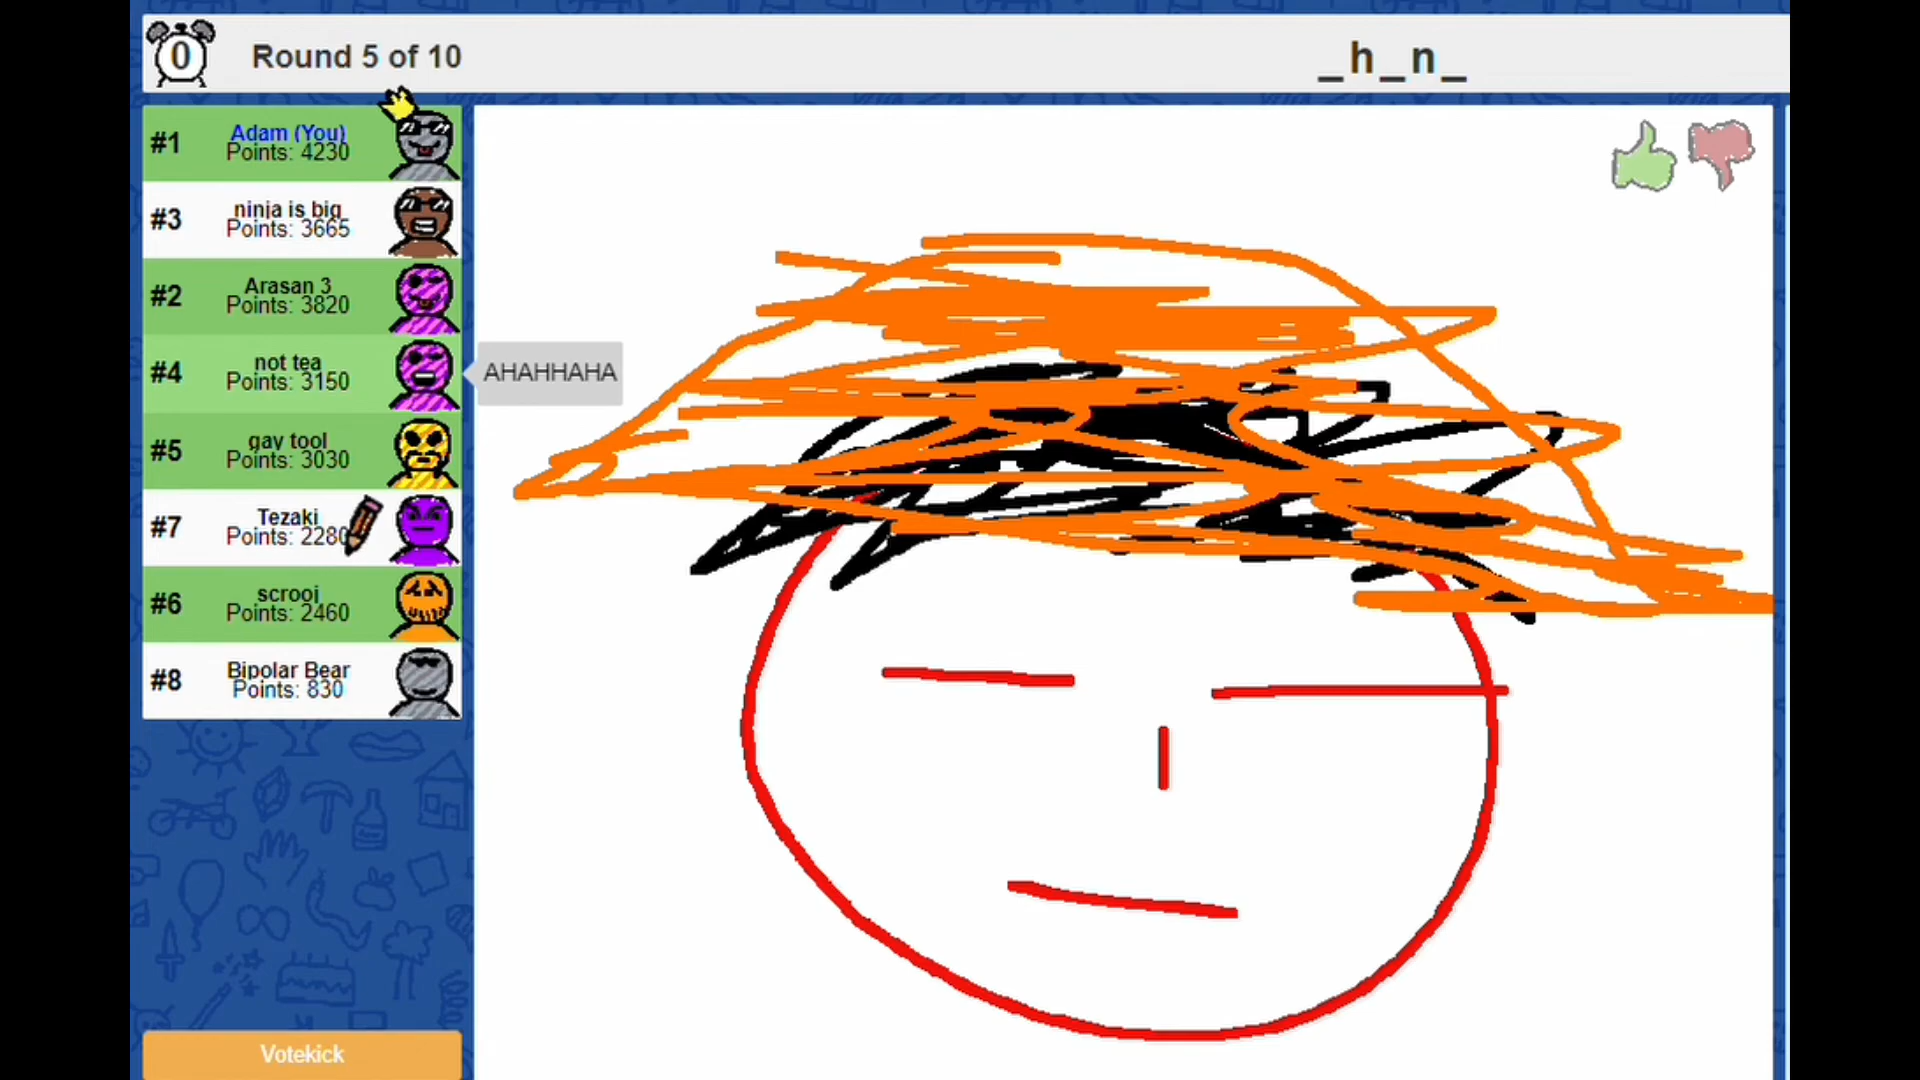 0
Round 5 of 10
_h_n_
#1
Adam (You)
Points: 4230
#3
ninja is big
Points: 3665
#2
Arasan 3
Points: 3820
#4
not tea
Points: 3150
AHAHHAHA
#5
gay tool
Points: 3030
#7
Tezaki
Points: 2280
#6
scrooj
Points: 2460
#8
Bipolar Bear
Points: 830
Votekick